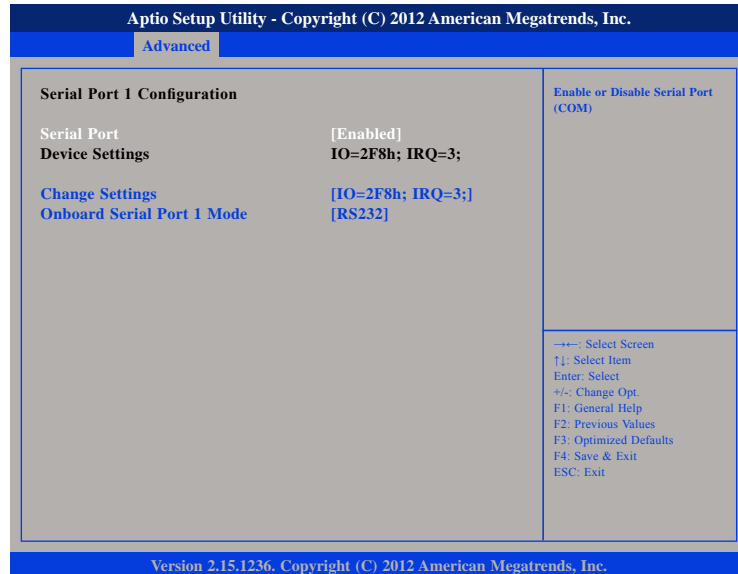 Aptio Setup Utility - Copyright (C) 2012 American Megatrends, Inc.
Advanced
Serial Port 1 Configuration
Serial Port [Enabled]
Device Settings IO=2F8h; IRQ=3;
Change Settings [IO=2F8h; IRQ=3;]
Onboard Serial Port 1 Mode [RS232]
Enable or Disable Serial Port
(COM)
→←: Select Screen
↑↓: Select Item
Enter: Select
+/-: Change Opt.
F1: General Help
F2: Previous Values
F3: Optimized Defaults
F4: Save & Exit
ESC: Exit
Version 2.15.1236. Copyright (C) 2012 American Megatrends, Inc.